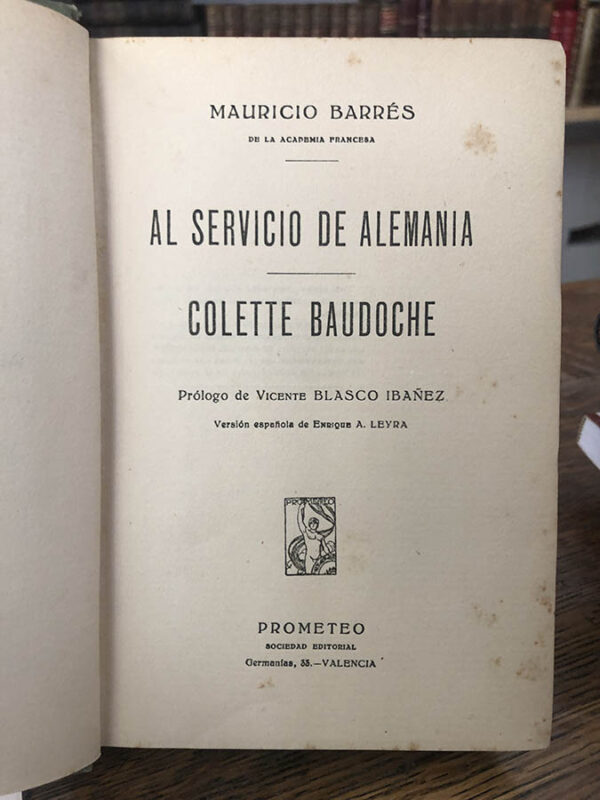 MAURICIO BARRÉS
DE LA ACADEMIA FRANCESA
AL SERVICIO DE ALEMANIA
COLETTE BAUDOCHE
Prólogo de VICENTE BLASCO IBAÑEZ
Versión española de ENRIQUE A. LEYRA
PROMETEO
PROMETEO
SOCIEDAD EDITORIAL
Germanías, 33.—VALENCIA